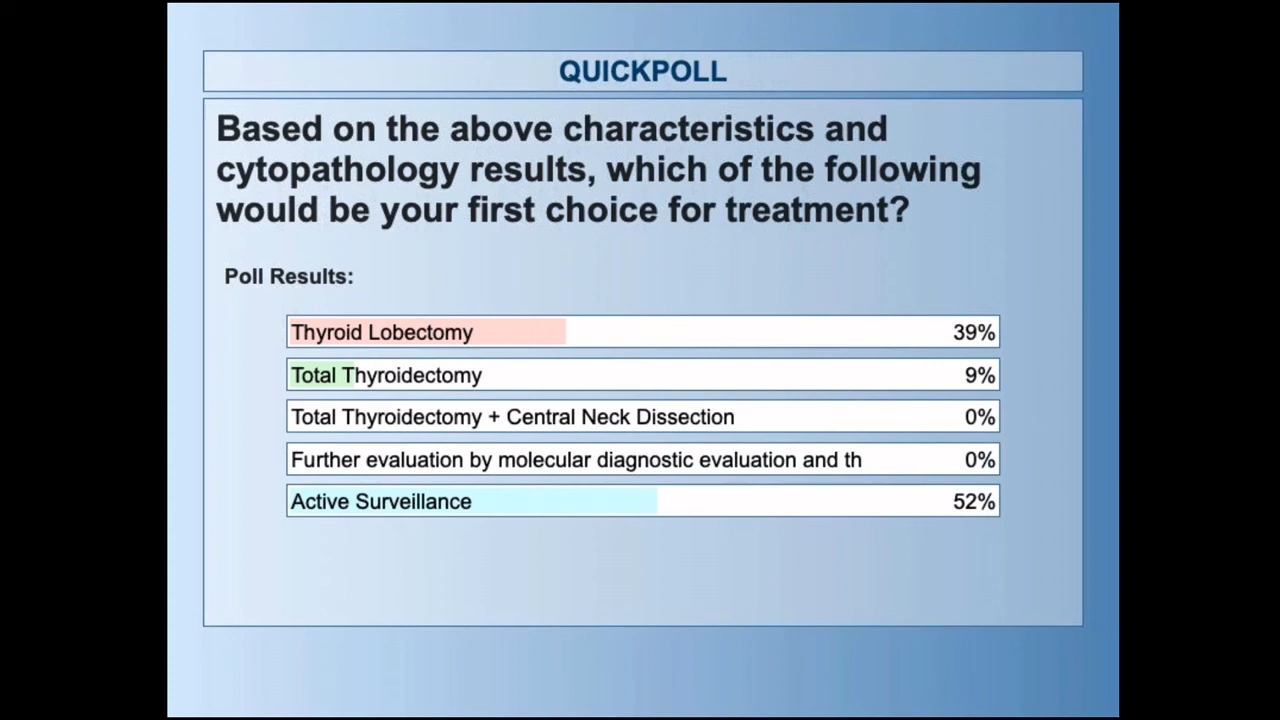 QUICKPOLL
Based on the above characteristics and
cytopathology results, which of the following
would be your first choice for treatment?
Poll Results:
Thyroid Lobectomy 39%
Total Thyroidectomy 9%
Total Thyroidectomy + Central Neck Dissection 0%
Further evaluation by molecular diagnostic evaluation and th 0%
Active Surveillance 52%